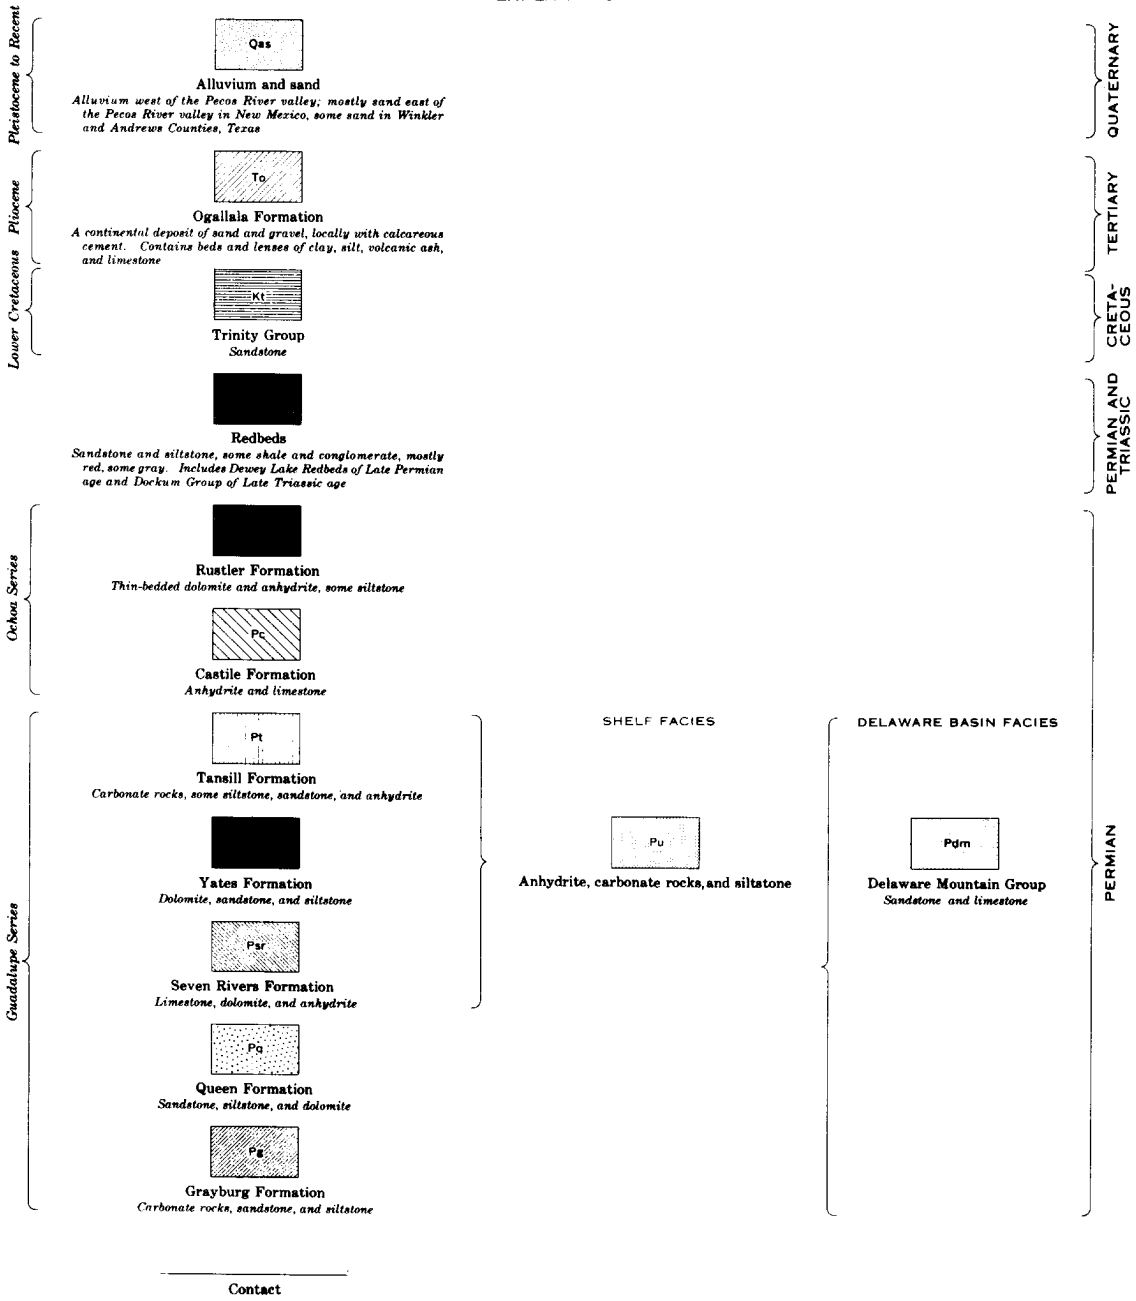 Pleistocene to Recent
Qas
Alluvium and sand
Alluvium west of the Pecos River valley; mostly sand east of
the Pecos River valley in New Mexico, some sand in Winkler
and Andrews Counties, Texas
QUATERNARY
Pliocene
To
Ogallala Formation
A continental deposit of sand and gravel, locally with calcareous
cement. Contains beds and lenses of clay, silt, volcanic ash,
and limestone
TERTIARY
Lower Cretaceous
Kt
Trinity Group
Sandstone
CRETA-
CEOUS
Redbeds
Sandstone and siltstone, some shale and conglomerate, mostly
red, some gray. Includes Dewey Lake Redbeds of Late Permian
age and Dockum Group of Late Triassic age
PERMIAN AND
TRIASSIC
Ochoa Series
Rustler Formation
Thin-bedded dolomite and anhydrite, some siltstone
Pc
Castile Formation
Anhydrite and limestone
Guadalupe Series
Pt
Tansill Formation
Carbonate rocks, some siltstone, sandstone, and anhydrite
Yates Formation
Dolomite, sandstone, and siltstone
Psr
Seven Rivers Formation
Limestone, dolomite, and anhydrite
Pq
Queen Formation
Sandstone, siltstone, and dolomite
Pg
Grayburg Formation
Carbonate rocks, sandstone, and siltstone
SHELF FACIES
Pu
Anhydrite, carbonate rocks, and siltstone
DELAWARE BASIN FACIES
Pdm
Delaware Mountain Group
Sandstone and limestone
PERMIAN
Contact